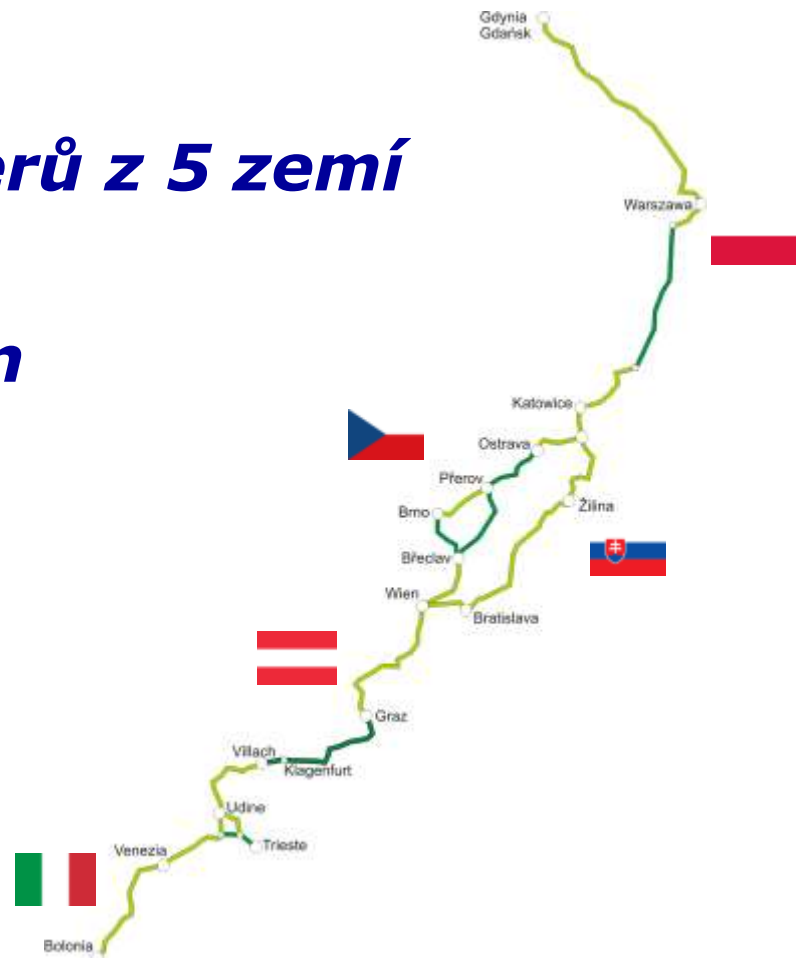 Gdynia
Gdańsk
erů z 5 zemí
Warszawa
Katowice
Ostrava
Přerov
Brno
Žilina
Břeclav
Wien
Bratislava
Graz
Villach
Klagenfurt
Udine
Trieste
Venezia
Bolonia